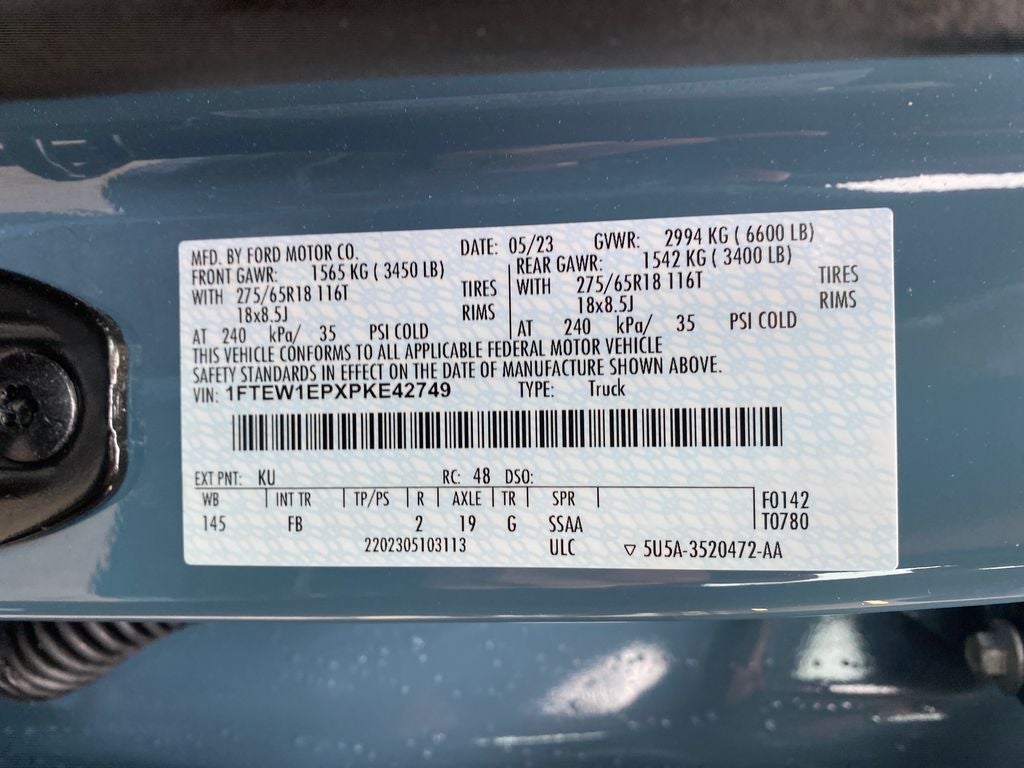 MFD. BY FORD MOTOR CO. DATE: 05/23 GVWR: 2994 KG ( 6600 LB)
FRONT GAWR: 1565 KG ( 3450 LB) REAR GAWR: 1542 KG ( 3400 LB)
WITH 275/65R18 116T TIRES WITH 275/65R18 116T TIRES
18x8.5J RIMS 18x8.5J RIMS
AT 240 kPa/ 35 PSI COLD AT 240 kPa/ 35 PSI COLD
THIS VEHICLE CONFORMS TO ALL APPLICABLE FEDERAL MOTOR VEHICLE
SAFETY STANDARDS IN EFFECT ON THE DATE OF MANUFACTURE SHOWN ABOVE.
VIN: 1FTEW1EPXPKE42749 TYPE: Truck
EXT PNT: KU RC: 48 DSO:
WB INT TR TP/PS R AXLE TR SPR F0142
145 FB 2 19 G SSAA T0780
2202305103113 ULC ▽ 5U5A-3520472-AA